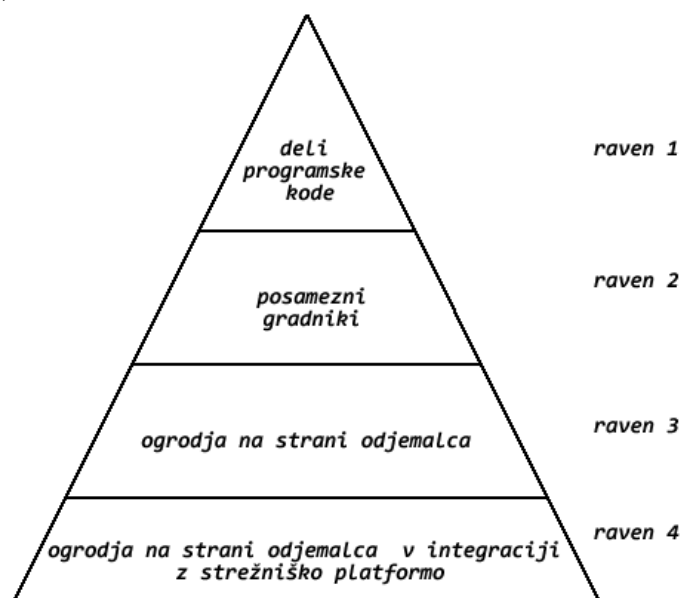 deli
programske
kode
raven 1
posamezni
gradniki
raven 2
ogrodja na strani odjemalca
raven 3
ogrodja na strani odjemalca v integraciji
z strežniško platformo
raven 4